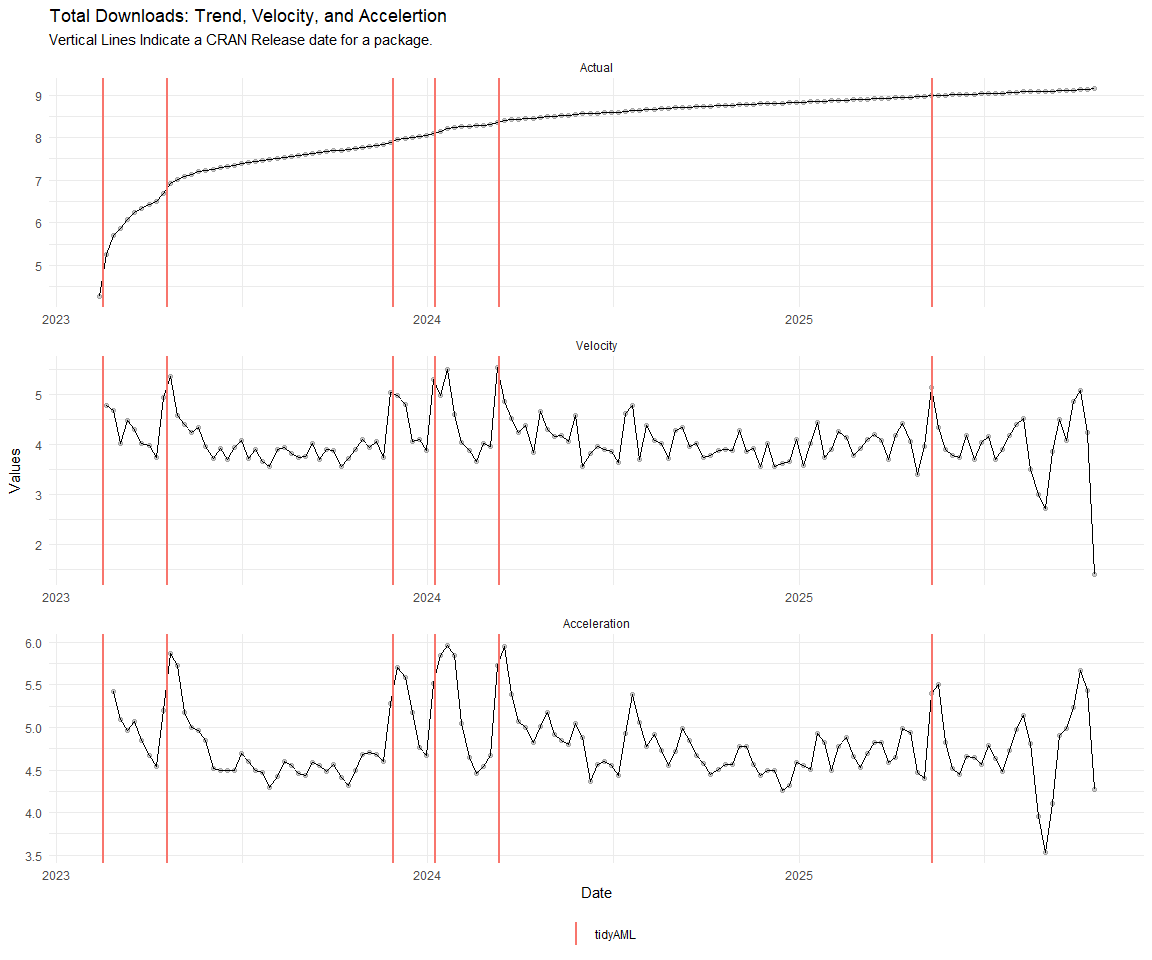 Total Downloads: Trend, Velocity, and Accelertion
Vertical Lines Indicate a CRAN Release date for a package.
Actual
9
8
7
6
5
2023 2024 2025
Velocity
5
4
3
2
2023 2024 2025
Values
Acceleration
6.0
5.5
5.0
4.5
4.0
3.5
2023 2024 2025
Date
tidyAML